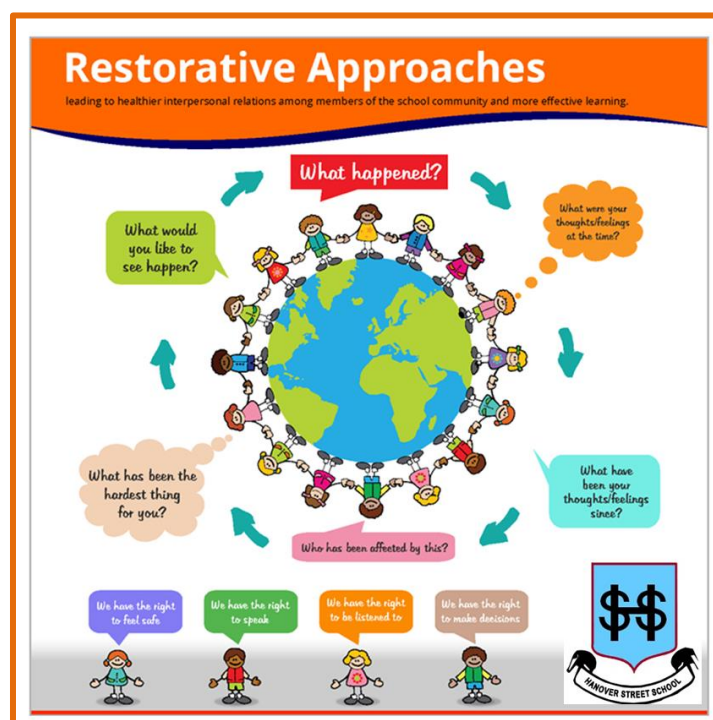 Restorative Approaches
leading to healthier interpersonal relations among members of the school community and more effective learning.
What happened?
What were your
thoughts/feelings
at the time?
What have
been your
thoughts/feelings
since?
Who has been affected by this?
What has been the
hardest thing
for you?
What would
you like to
see happen?
We have the right
to feel safe
We have the right
to speak
We have the right
to be listened to
We have the right
to make decisions
HSS
HANOVER STREET SCHOOL